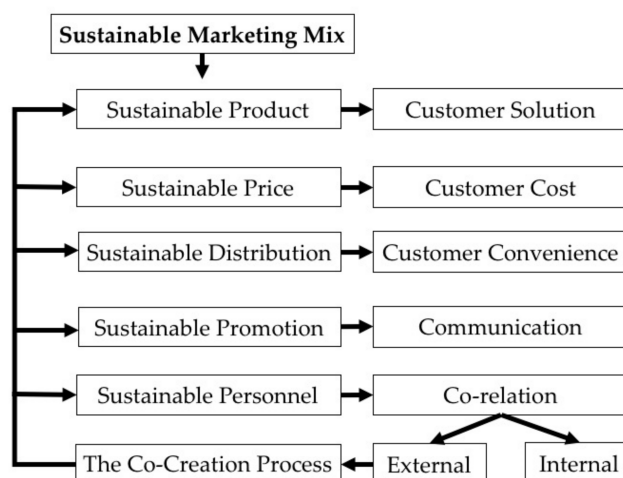 Sustainable Marketing Mix
Sustainable Product
Customer Solution
Sustainable Price
Customer Cost
Sustainable Distribution
Customer Convenience
Sustainable Promotion
Communication
Sustainable Personnel
Co-relation
The Co-Creation Process
External
Internal